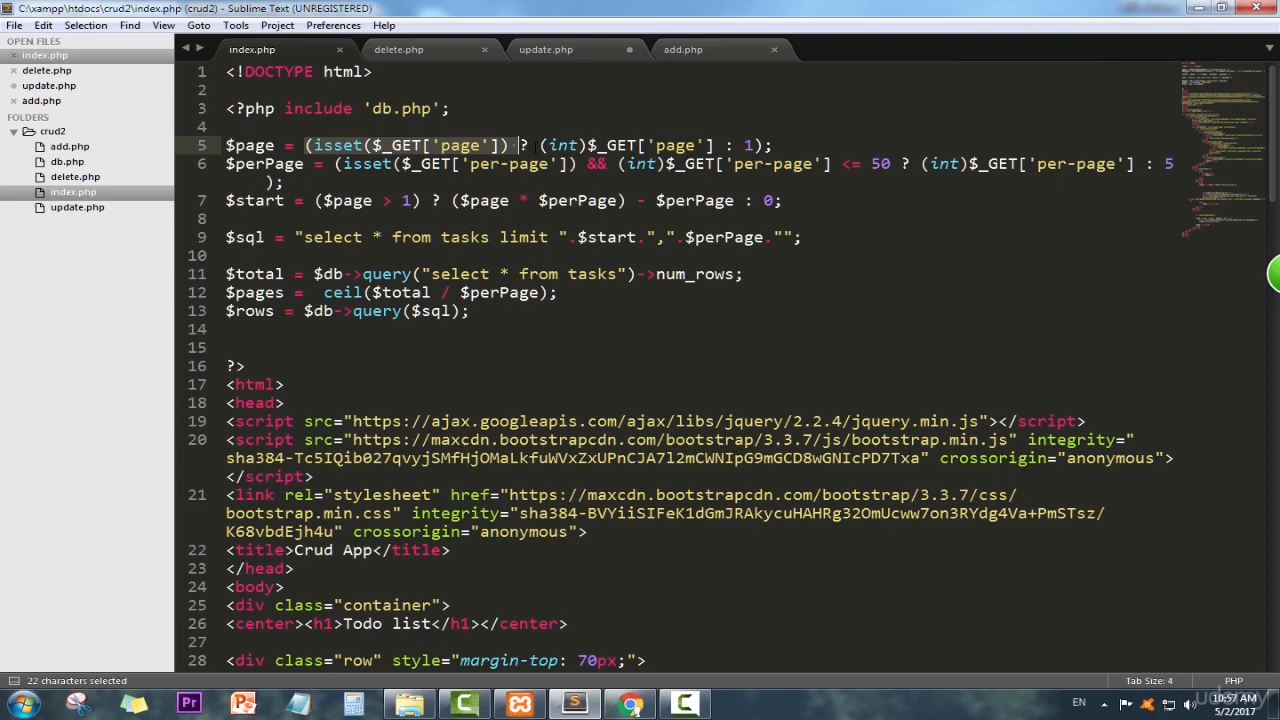 C:\xampp\htdocs\crud2\index.php (crud2) - Sublime Text (UNREGISTERED)
File Edit Selection Find View Goto Tools Project Preferences Help
OPEN FILES
index.php
delete.php
update.php
add.php
FOLDERS
crud2
add.php
db.php
delete.php
index.php
update.php
index.php delete.php update.php add.php
1 <!DOCTYPE html>
2
3 <?php include 'db.php';
4
5 $page = (isset($_GET['page']) ? (int)$_GET['page'] : 1);
6 $perPage = (isset($_GET['per-page']) && (int)$_GET['per-page'] <= 50 ? (int)$_GET['per-page'] : 5
);
7 $start = ($page > 1) ? ($page * $perPage) - $perPage : 0;
8
9 $sql = "select * from tasks limit ".$start.",".$perPage."";
10
11 $total = $db->query("select * from tasks")->num_rows;
12 $pages =  ceil($total / $perPage);
13 $rows = $db->query($sql);
14
15
16 ?>
17 <html>
18 <head>
19 <script src="https://ajax.googleapis.com/ajax/libs/jquery/2.2.4/jquery.min.js"></script>
20 <script src="https://maxcdn.bootstrapcdn.com/bootstrap/3.3.7/js/bootstrap.min.js" integrity="
sha384-Tc5IQib027qvyjSMfHjOMaLkfuWVxZxUPnCJA7l2mCWNIpG9mGCD8wGNIcPD7Txa" crossorigin="anonymous">
</script>
21 <link rel="stylesheet" href="https://maxcdn.bootstrapcdn.com/bootstrap/3.3.7/css/
bootstrap.min.css" integrity="sha384-BVYiiSIFeK1dGmJRAkycuHAHRg32OmUcww7on3RYdg4Va+PmSTsz/
K68vbdEjh4u" crossorigin="anonymous">
22 <title>Crud App</title>
23 </head>
24 <body>
25 <div class="container">
26 <center><h1>Todo list</h1></center>
27
28 <div class="row" style="margin-top: 70px;">
22 characters selected Tab Size: 4 PHP
Pr EN 10:57 AM
5/2/2017
udemy